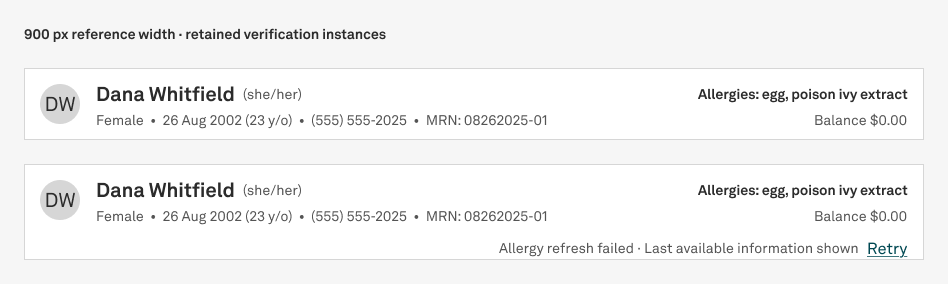 900 px reference width · retained verification instances
DW
Dana Whitfield (she/her)
Allergies: egg, poison ivy extract
Female • 26 Aug 2002 (23 y/o) • (555) 555-2025 • MRN: 08262025-01
Balance $0.00
DW
Dana Whitfield (she/her)
Allergies: egg, poison ivy extract
Female • 26 Aug 2002 (23 y/o) • (555) 555-2025 • MRN: 08262025-01
Balance $0.00
Allergy refresh failed · Last available information shown Retry